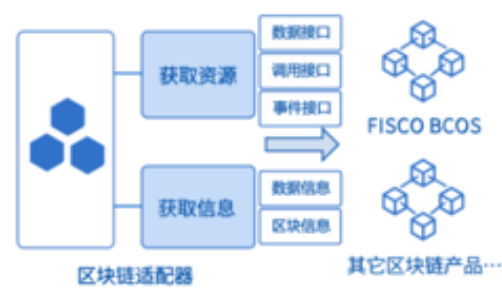 获取资源
数据接口
调用接口
事件接口
FISCO BCOS
获取信息
数据信息
区块信息
区块链适配器
其它区块链产品…